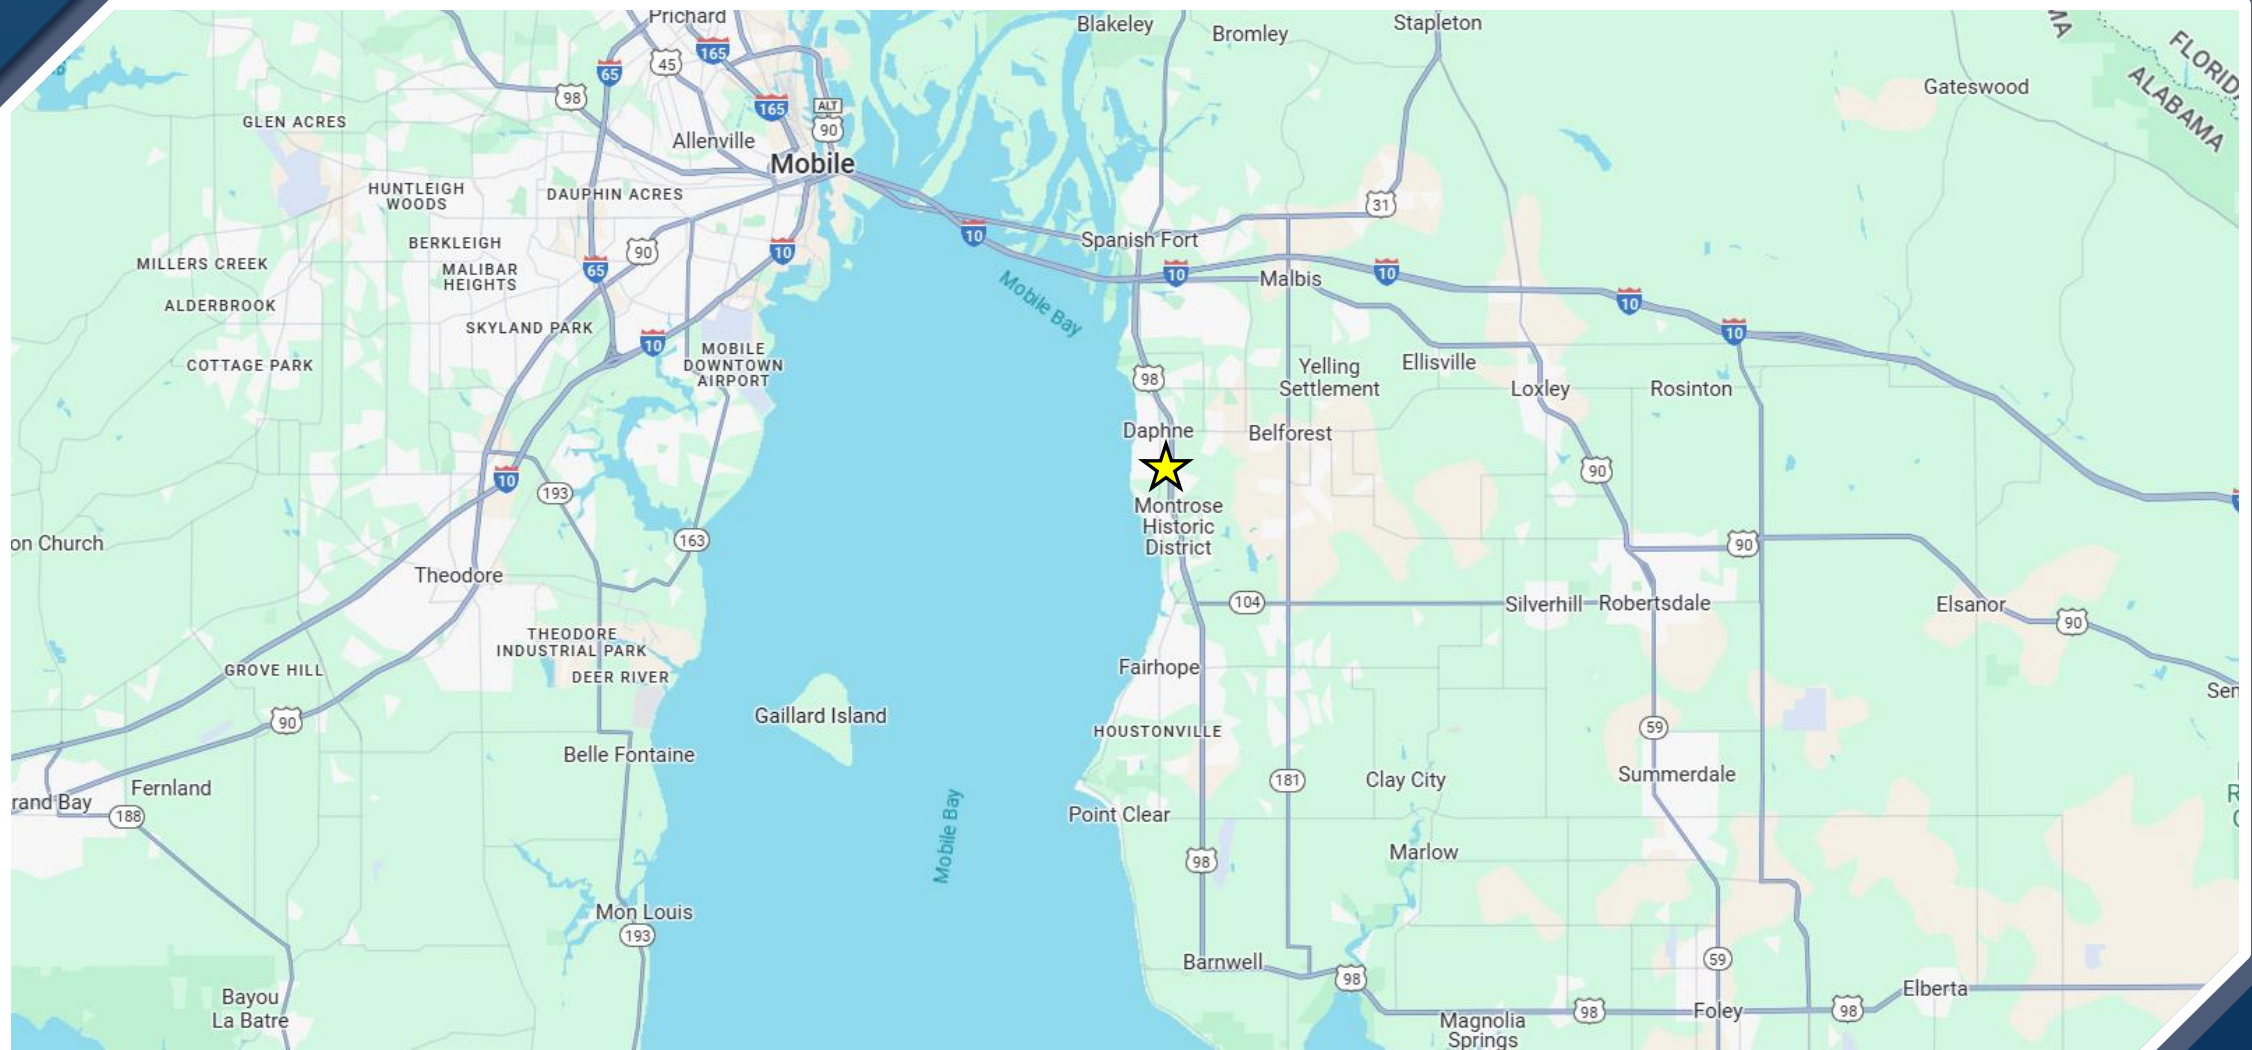 Prichard
Blakeley
Bromley
Stapleton
MA
FLORID
ALABAMA
165
65
45
98
165
ALT
90
Gateswood
GLEN ACRES
Allenville
Mobile
HUNTLEIGH
WOODS
DAUPHIN ACRES
31
BERKLEIGH
90
10
10
Spanish Fort
MILLERS CREEK
MALIBAR
HEIGHTS
65
10
Malbis
10
ALDERBROOK
Mobile Bay
10
SKYLAND PARK
10
10
COTTAGE PARK
MOBILE
DOWNTOWN
AIRPORT
98
Yelling
Settlement
Ellisville
Loxley
Rosinton
Daphne
Belforest
10
193
90
Montrose
Historic
District
on Church
163
90
Theodore
104
Silverhill
Robertsdale
Elsanor
90
THEODORE
INDUSTRIAL PARK
GROVE HILL
DEER RIVER
Fairhope
Sen
90
Gaillard Island
HOUSTONVILLE
59
Belle Fontaine
Fernland
181
Clay City
Summerdale
rand Bay
188
Point Clear
R
Mobile Bay
98
Marlow
Mon Louis
193
Barnwell
98
59
Bayou
La Batre
Elberta
98
Foley
98
Magnolia
Springs